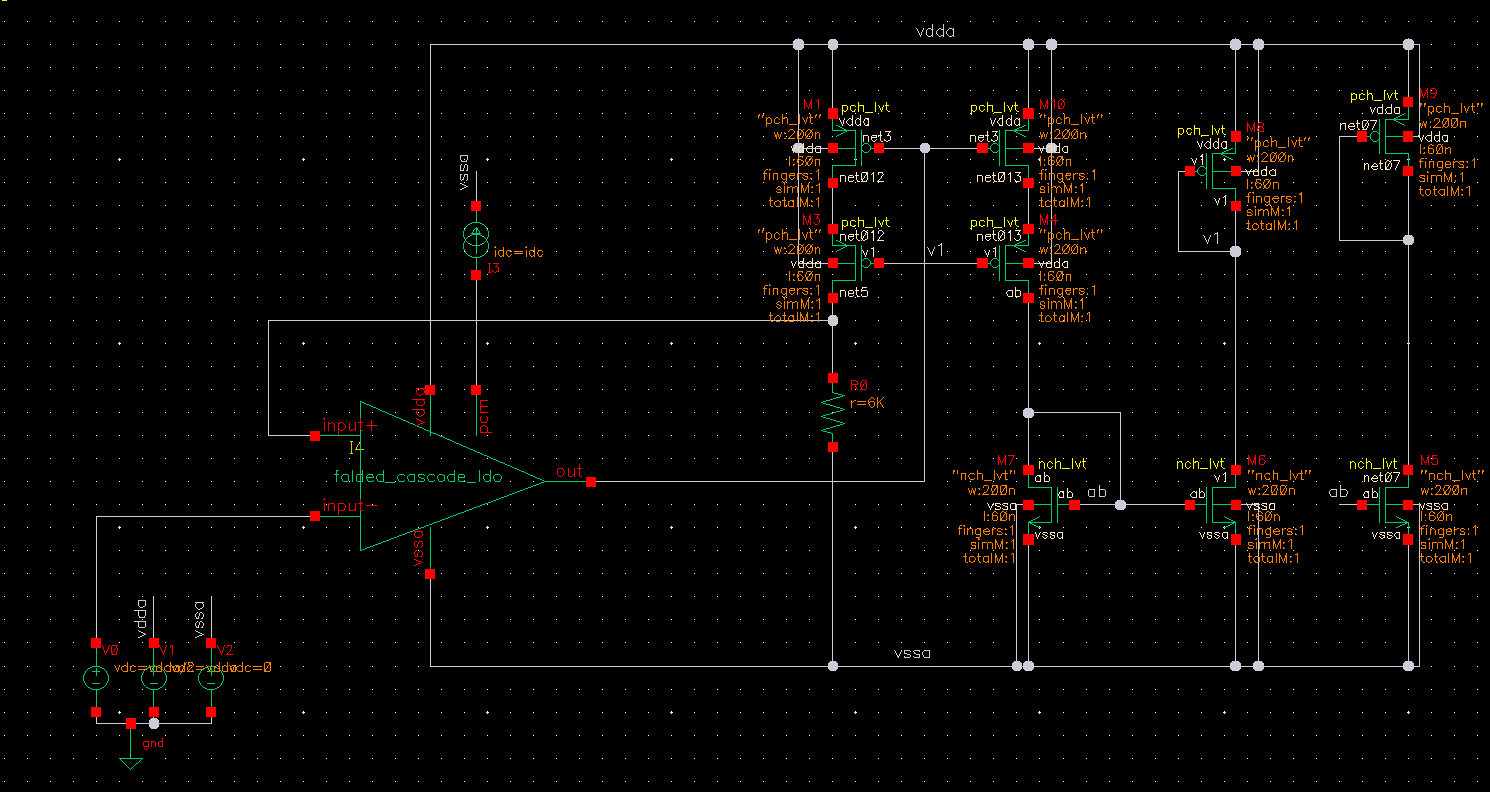 vdda
M1
pch_lvt
vdda
"pch_lvt"
w:200n
net3
vdda
l:60n
fingers:1
net012
simM:1
totalM:1
pch_lvt
M10
vdda
"pch_lvt"
w:200n
net3
vdda
l:60n
fingers:1
net013
simM:1
totalM:1
pch_lvt
M8
vdda
"pch_lvt"
w:200n
v1
vdda
l:60n
fingers:1
v1
simM:1
totalM:1
v1
pch_lvt
M9
vdda
"pch_lvt"
w:200n
net07
vdda
l:60n
fingers:1
net07
simM:1
totalM:1
M3
pch_lvt
net012
"pch_lvt"
w:200n
v1
vdda
l:60n
fingers:1
net5
simM:1
totalM:1
v1
pch_lvt
M4
net013
"pch_lvt"
w:200n
v1
vdda
l:60n
fingers:1
ab
simM:1
totalM:1
vssa
idc=idc
I3
R0
r=6K
vdda
pcm
input+
I4
folded_cascode_ldo
out
input-
vssa
M7
nch_lvt
ab
"nch_lvt"
w:200n
ab
vssa
l:60n
fingers:1
vssa
simM:1
totalM:1
ab
nch_lvt
M6
v1
"nch_lvt"
w:200n
ab
vssa
l:60n
fingers:1
vssa
simM:1
totalM:1
ab
nch_lvt
M5
net07
"nch_lvt"
w:200n
ab
vssa
l:60n
fingers:1
vssa
simM:1
totalM:1
vssa
vdda
vssa
V0
V1
V2
vdc=0
gnd